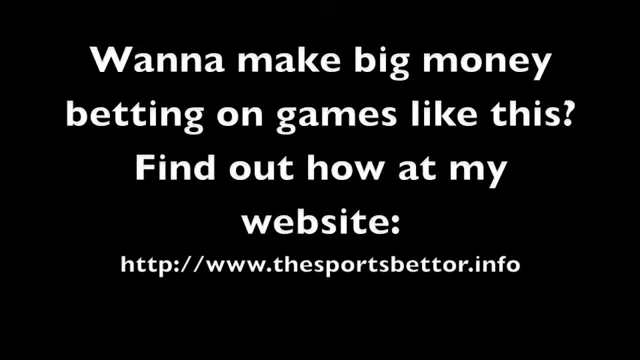 Wanna make big money
betting on games like this?
Find out how at my
website:
http://www.thesportsbettor.info